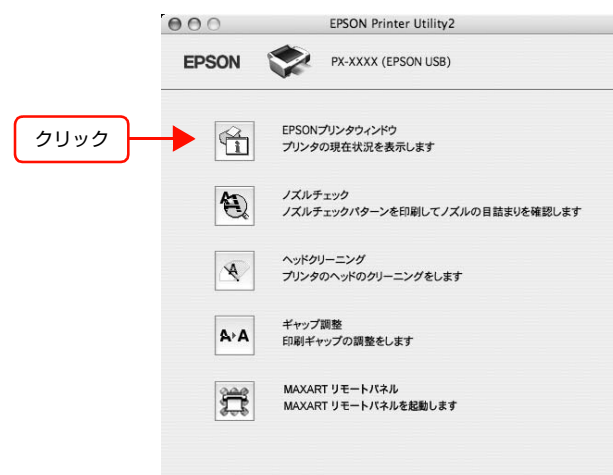 EPSON Printer Utility2
EPSON
PX-XXXX (EPSON USB)
クリック
EPSONプリンタウィンドウ
プリンタの現在状況を表示します
ノズルチェック
ノズルチェックパターンを印刷してノズルの目詰まりを確認します
ヘッドクリーニング
プリンタのヘッドのクリーニングをします
ギャップ調整
印刷ギャップの調整をします
MAXART リモートパネル
MAXART リモートパネルを起動します